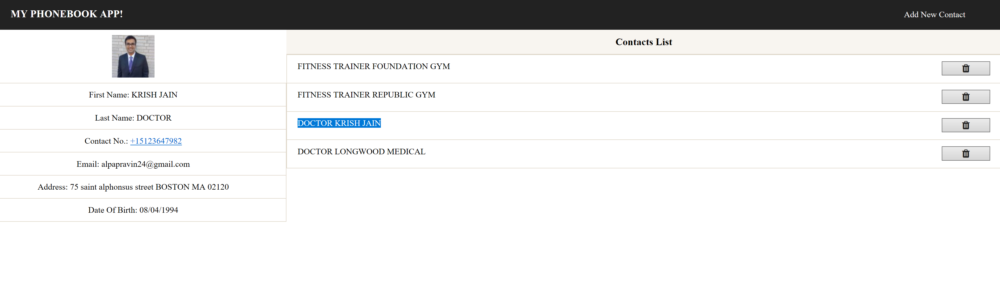 MY PHONEBOOK APP!
Add New Contact
First Name: KRISH JAIN
Last Name: DOCTOR
Contact No.: +15123647982
Email: alpapravin24@gmail.com
Address: 75 saint alphonsus street BOSTON MA 02120
Date Of Birth: 08/04/1994
Contacts List
FITNESS TRAINER FOUNDATION GYM
FITNESS TRAINER REPUBLIC GYM
DOCTOR KRISH JAIN
DOCTOR LONGWOOD MEDICAL